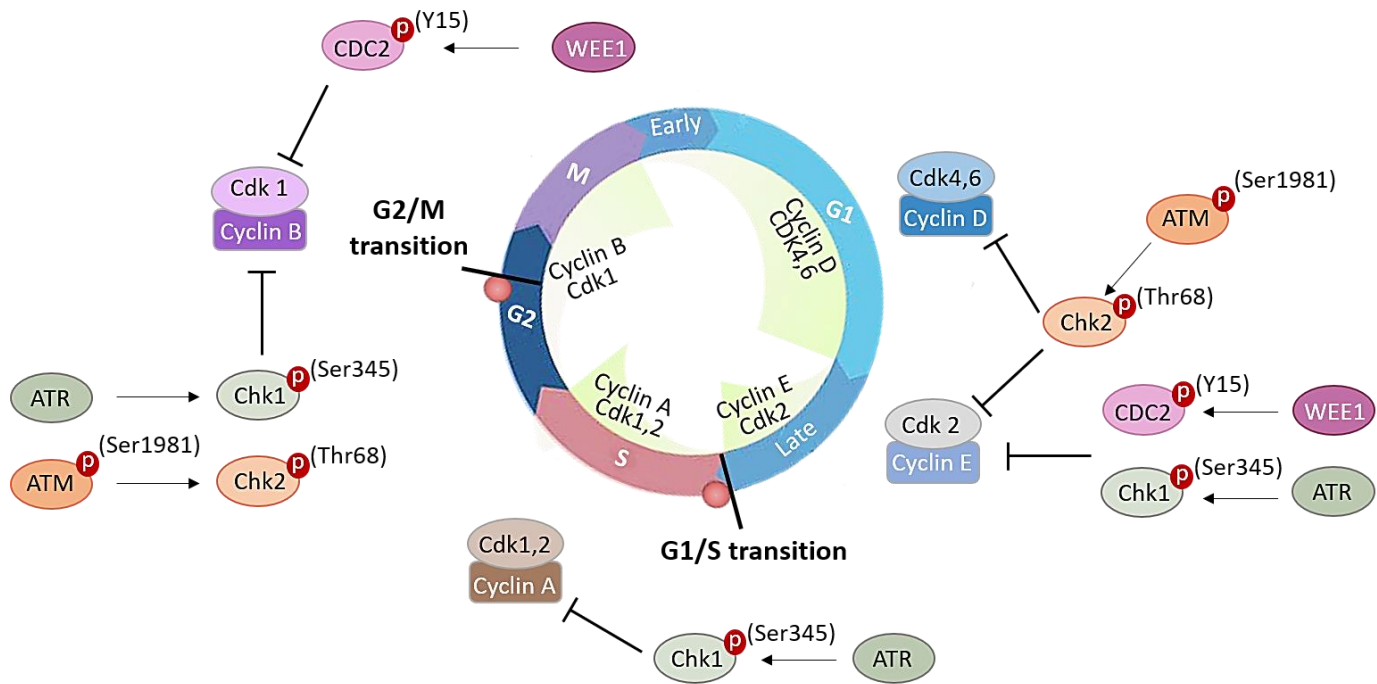 CDC2
p
(Y15)
WEE1
Cdk 1
Cyclin B
G2/M
transition
M
Early
G1
Cyclin D
CDK4,6
Cyclin B
Cdk1
G2
Cyclin A
Cdk1,2
Cyclin E
Cdk2
S
Late
G1/S transition
Cdk4,6
Cyclin D
ATM
p
(Ser1981)
Chk2
p
(Thr68)
Cdk 2
Cyclin E
CDC2
p
(Y15)
WEE1
Chk1
p
(Ser345)
ATR
ATR
Chk1
p
(Ser345)
ATM
p
(Ser1981)
Chk2
p
(Thr68)
Cdk1,2
Cyclin A
Chk1
p
(Ser345)
ATR